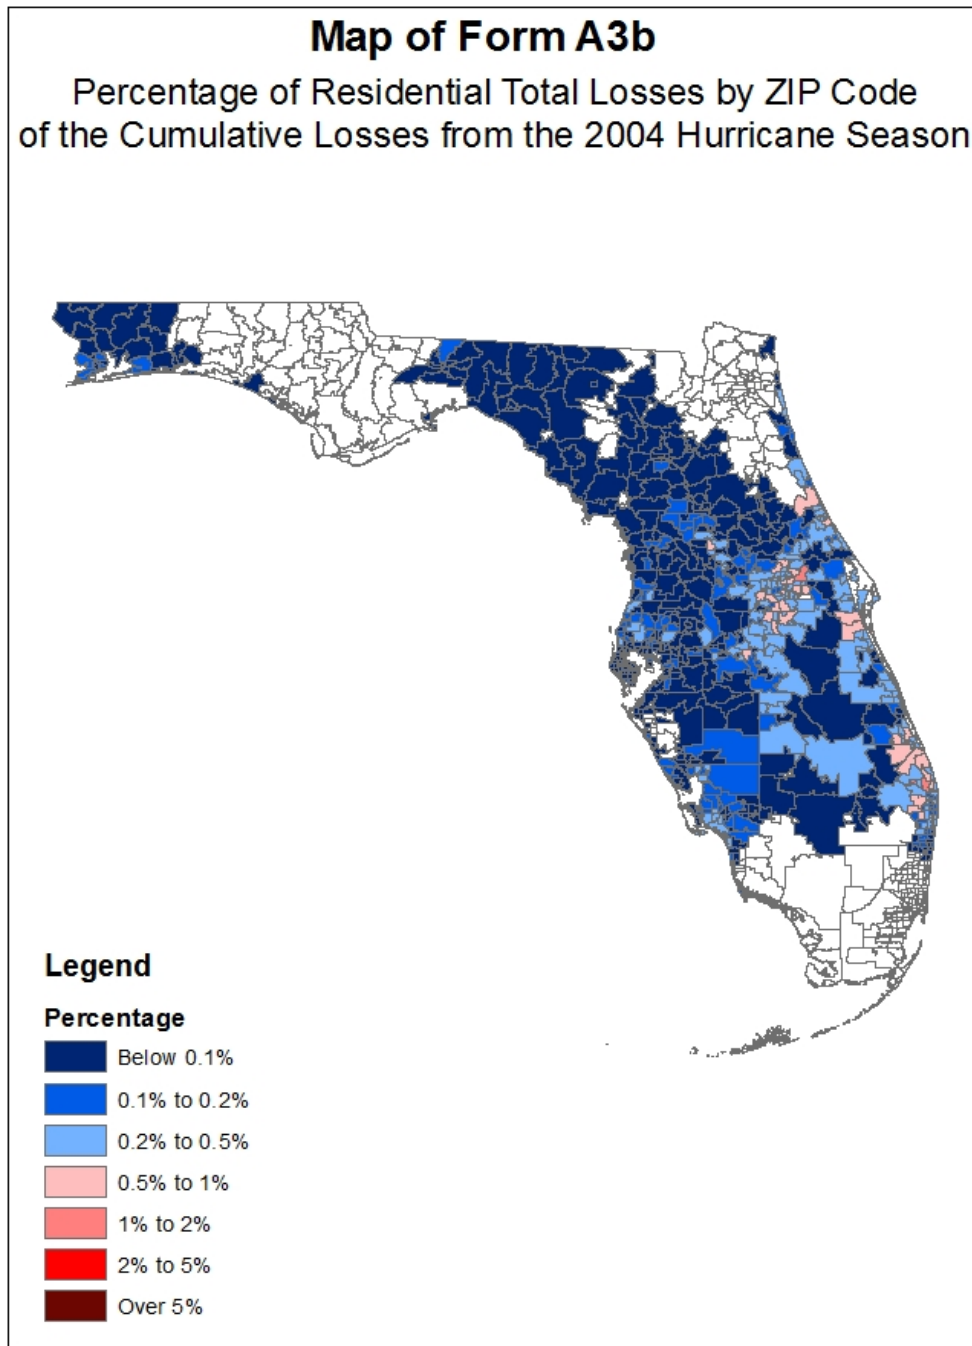 Map of Form A3b
Percentage of Residential Total Losses by ZIP Code
of the Cumulative Losses from the 2004 Hurricane Season
Legend
Percentage
Below 0.1%
0.1% to 0.2%
0.2% to 0.5%
0.5% to 1%
1% to 2%
2% to 5%
Over 5%